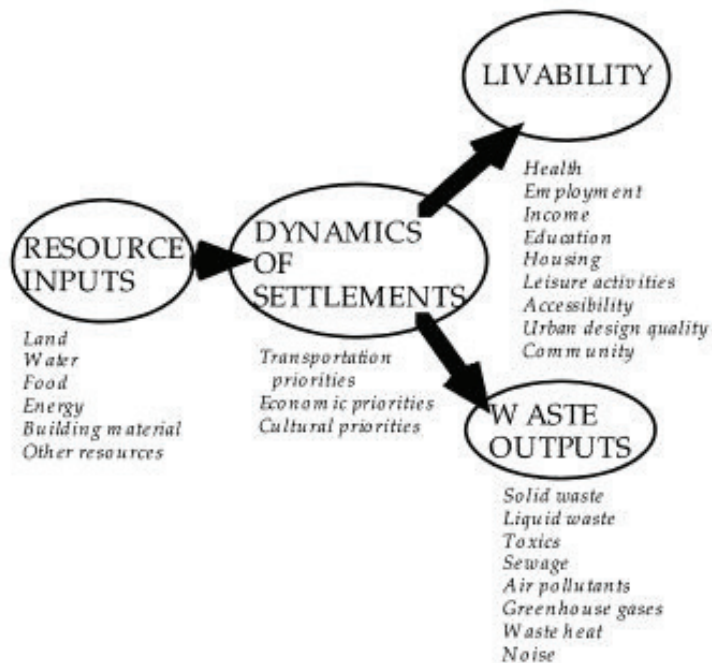 LIVABILITY
Health
Employment
Income
Education
Housing
Leisure activities
Accessibility
Urban design quality
Community
RESOURCE
INPUTS
Land
Water
Food
Energy
Building material
Other resources
DYNAMICS
OF
SETTLEMENTS
Transportation
priorities
Economic priorities
Cultural priorities
WASTE
OUTPUTS
Solid waste
Liquid waste
Toxics
Sewage
Air pollutants
Greenhouse gases
Waste heat
Noise